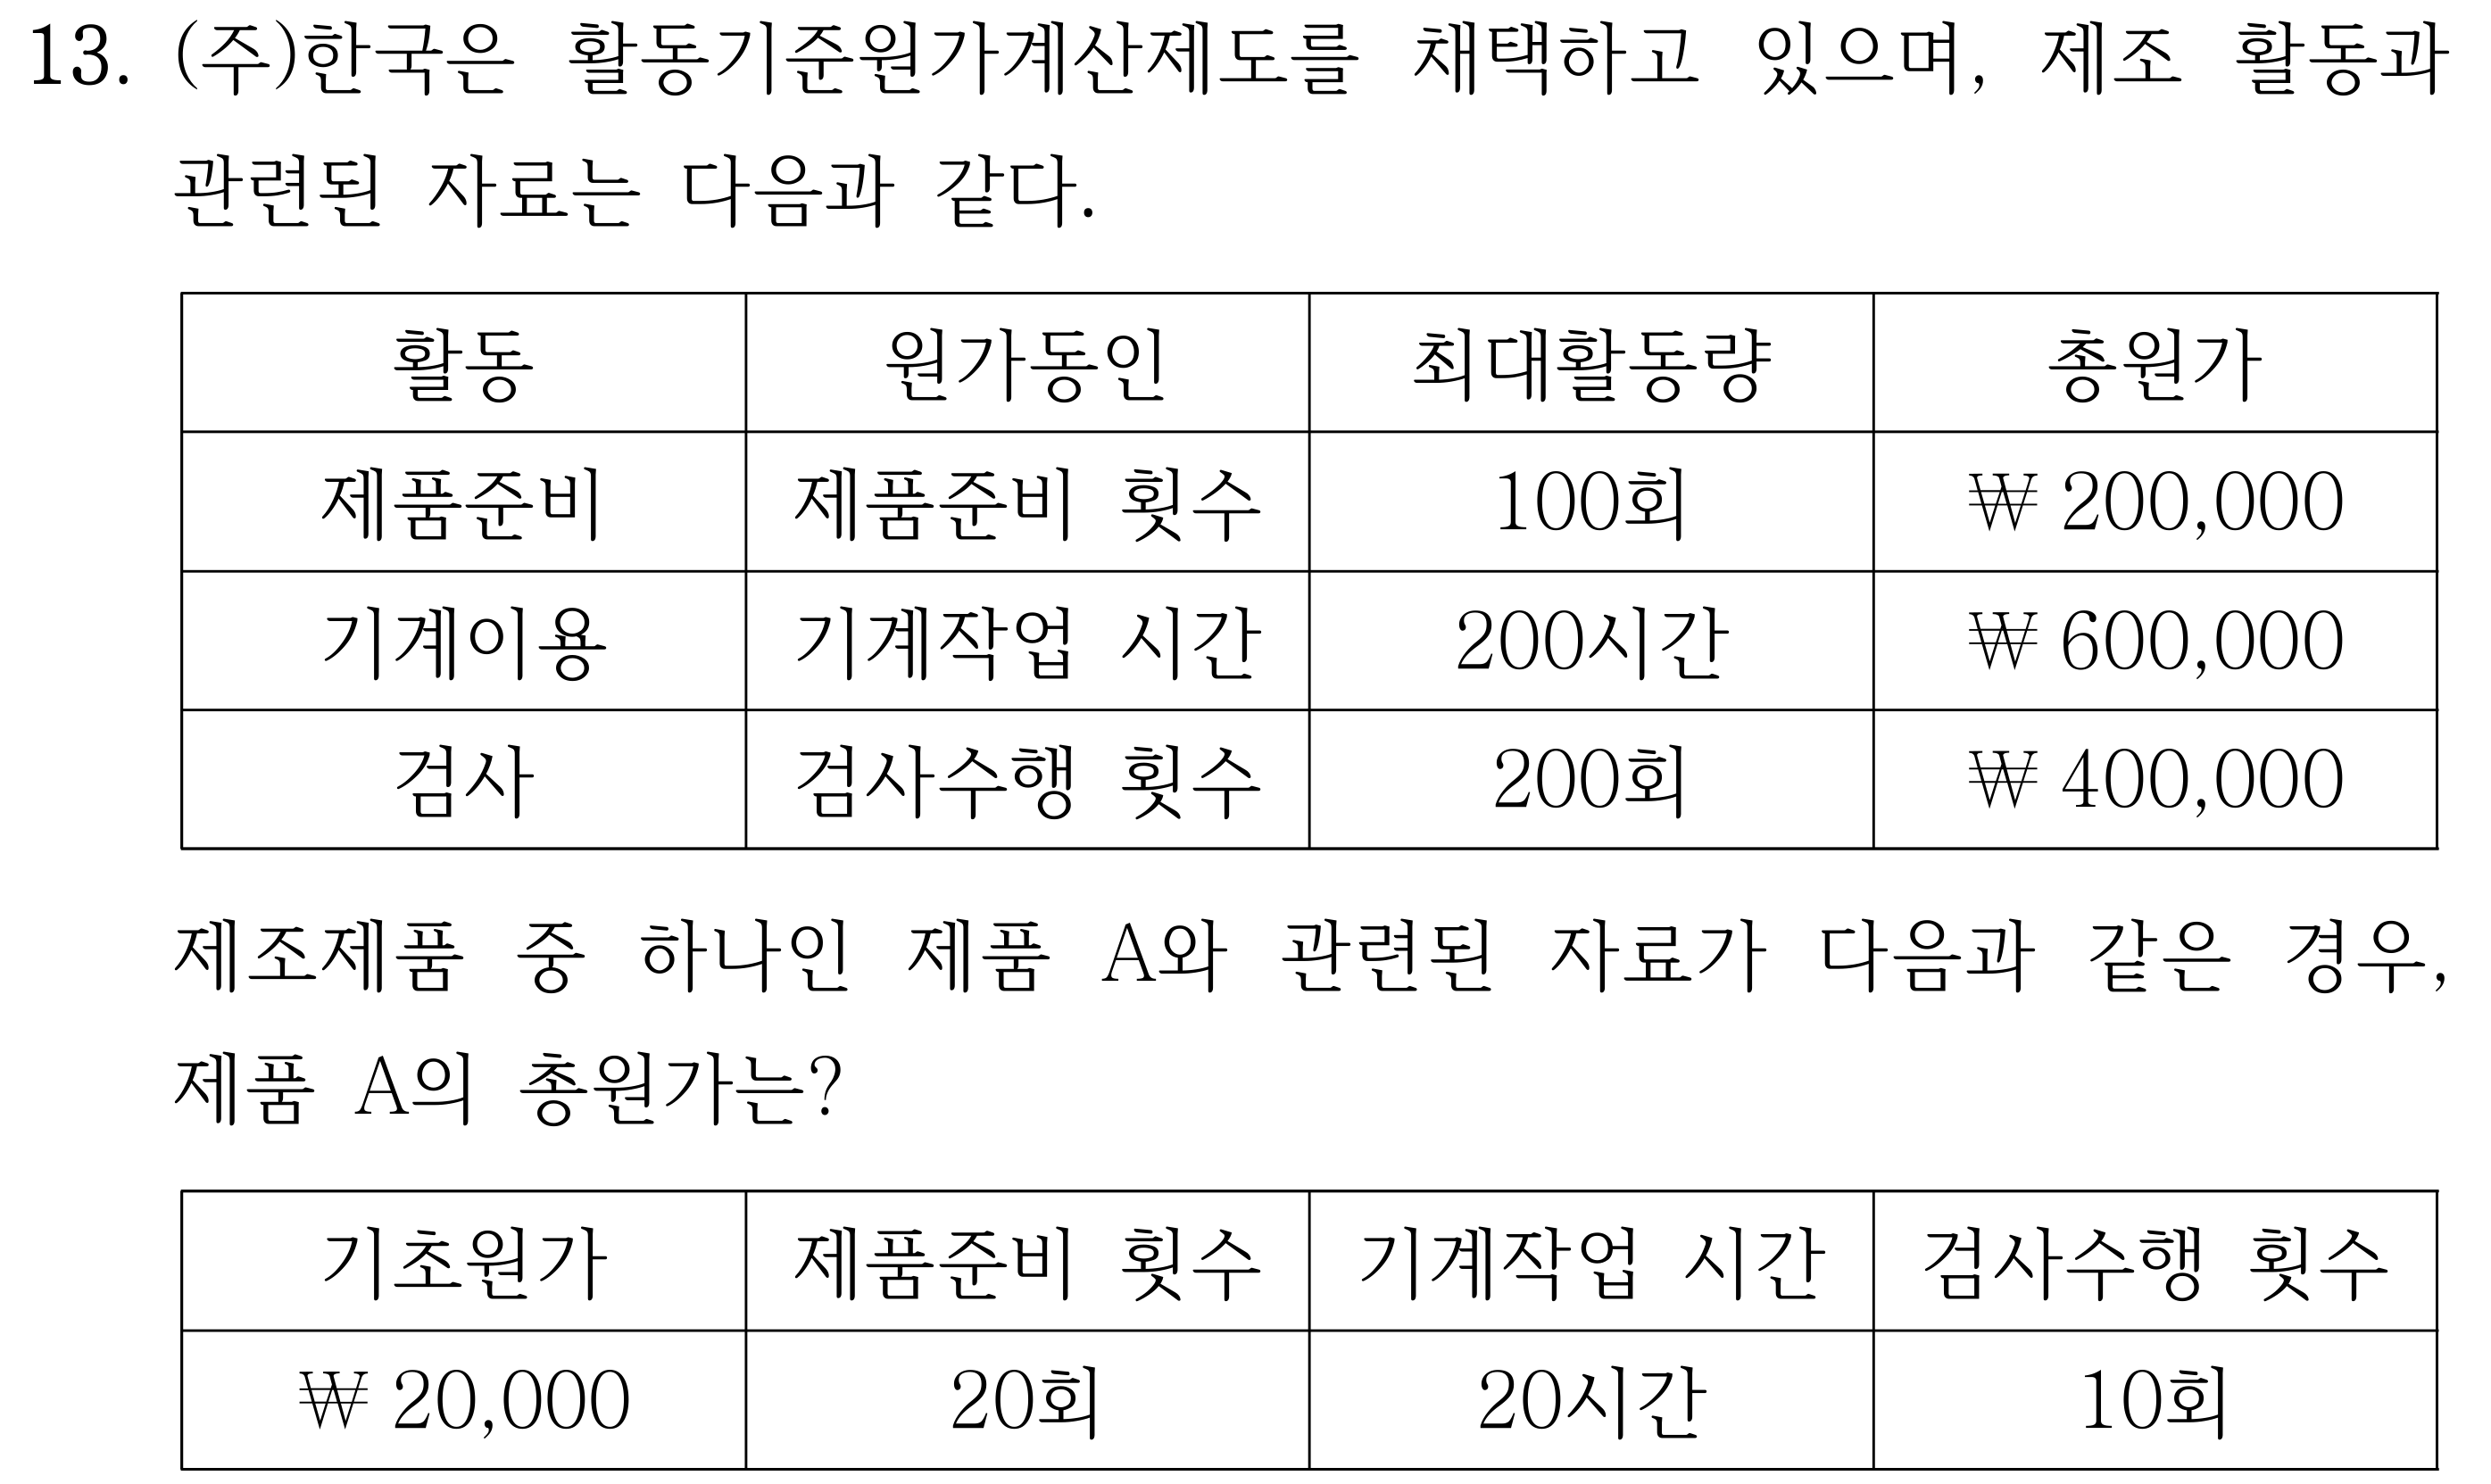 13. (주)한국은 활동기준원가계산제도를 채택하고 있으며, 제조 활동과
관련된 자료는 다음과 같다.
활동 원가동인 최대활동량 총원가
제품준비 제품준비 횟수 100회 ₩ 200,000
기계이용 기계작업 시간 200시간 ₩ 600,000
검사 검사수행 횟수 200회 ₩ 400,000
제조제품 중 하나인 제품 A와 관련된 자료가 다음과 같은 경우,
제품 A의 총원가는?
기초원가 제품준비 횟수 기계작업 시간 검사수행 횟수
₩ 20,000 20회 20시간 10회